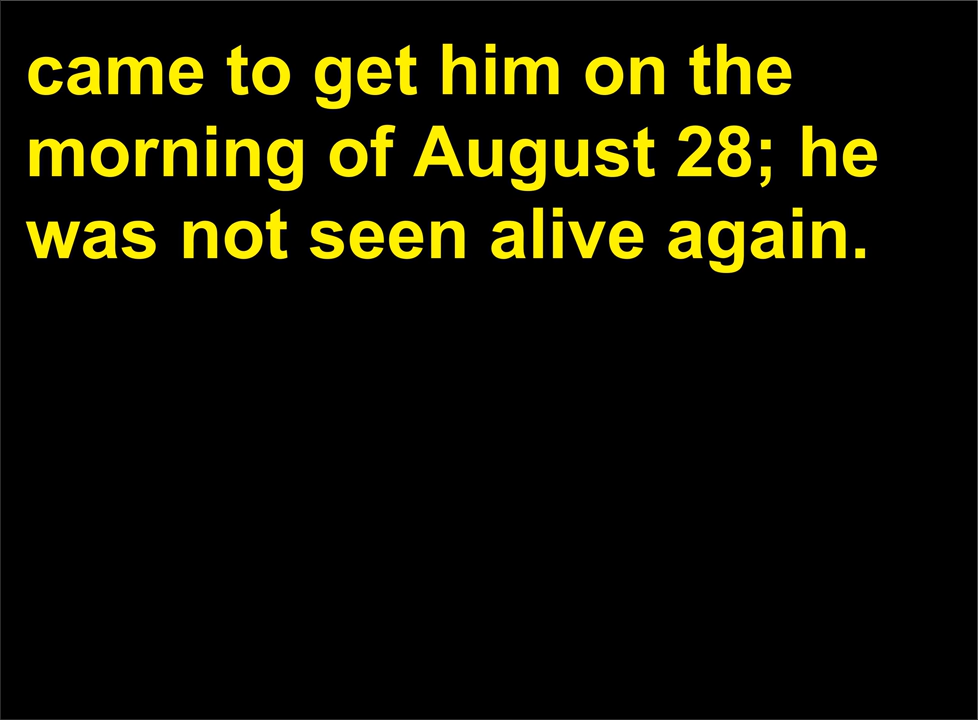 came to get him on the
morning of August 28; he
was not seen alive again.